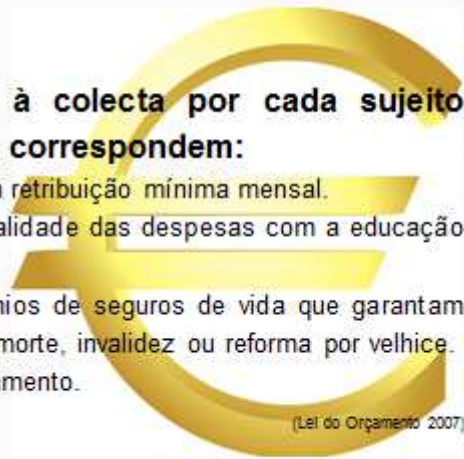 à colecta por cada sujeito
correspondem:
retribuição mínima mensal.
alidade das despesas com a educação
nios de seguros de vida que garantam
morte, invalidez ou reforma por velhice.
amento.
(Lei do Orçamento 2007)